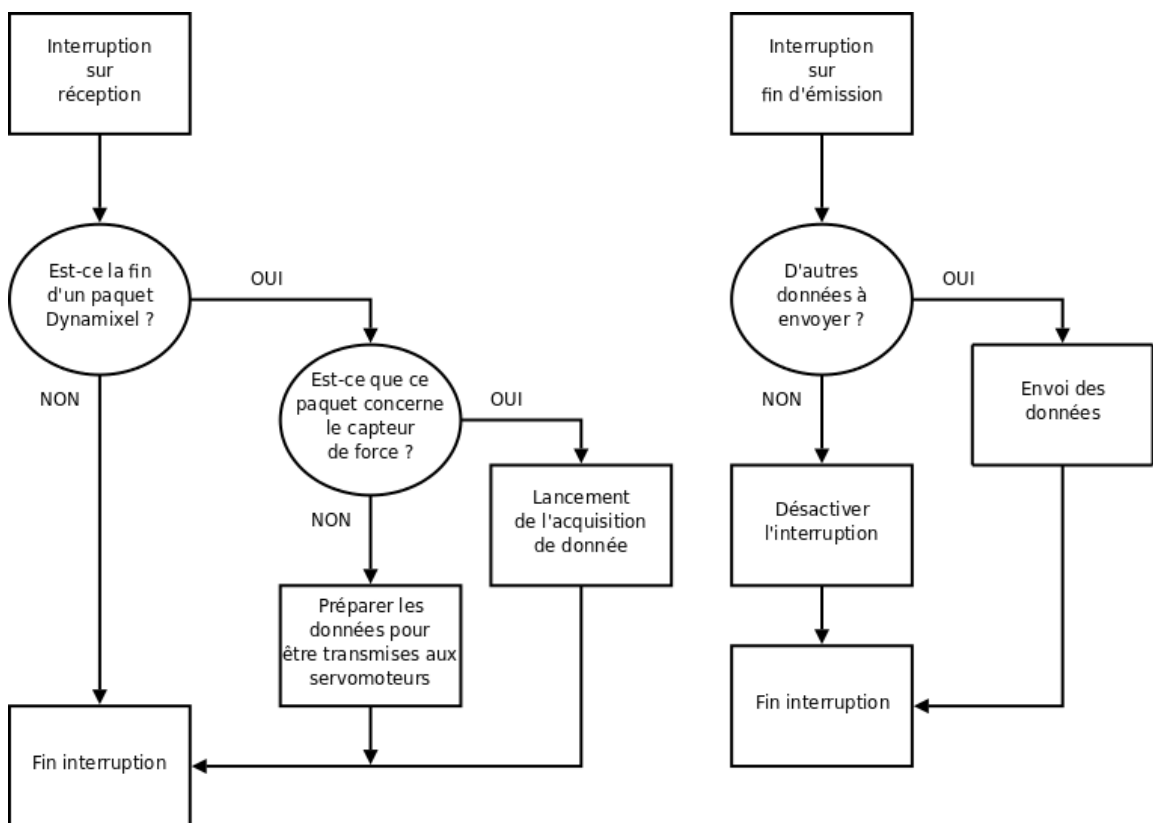 Interruption
sur
réception
Est-ce la fin
d'un paquet
Dynamixel ?
OUI
NON
Est-ce que ce
paquet concerne
le capteur
de force ?
OUI
NON
Lancement
de l'acquisition
de donnée
Préparer les
données pour
être transmises aux
servomoteurs
Fin interruption
Interruption
sur
fin d'émission
D'autres
données à
envoyer ?
OUI
NON
Envoi des
données
Désactiver
l'interruption
Fin interruption